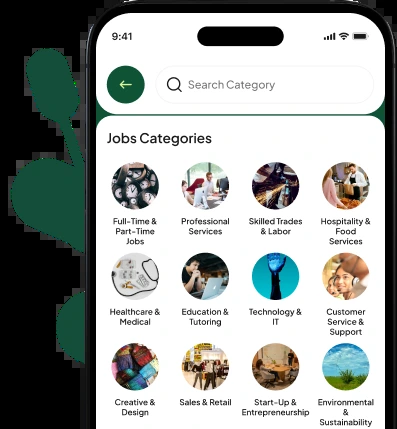 9:41
Search Category
Jobs Categories
Full-Time &
Part-Time
Jobs
Professional
Services
Skilled Trades
& Labor
Hospitality &
Food
Services
Healthcare &
Medical
Education &
Tutoring
Technology &
IT
Customer
Service &
Support
Creative &
Design
Sales & Retail
Start-Up &
Entrepreneurship
Environmental
&
Sustainability